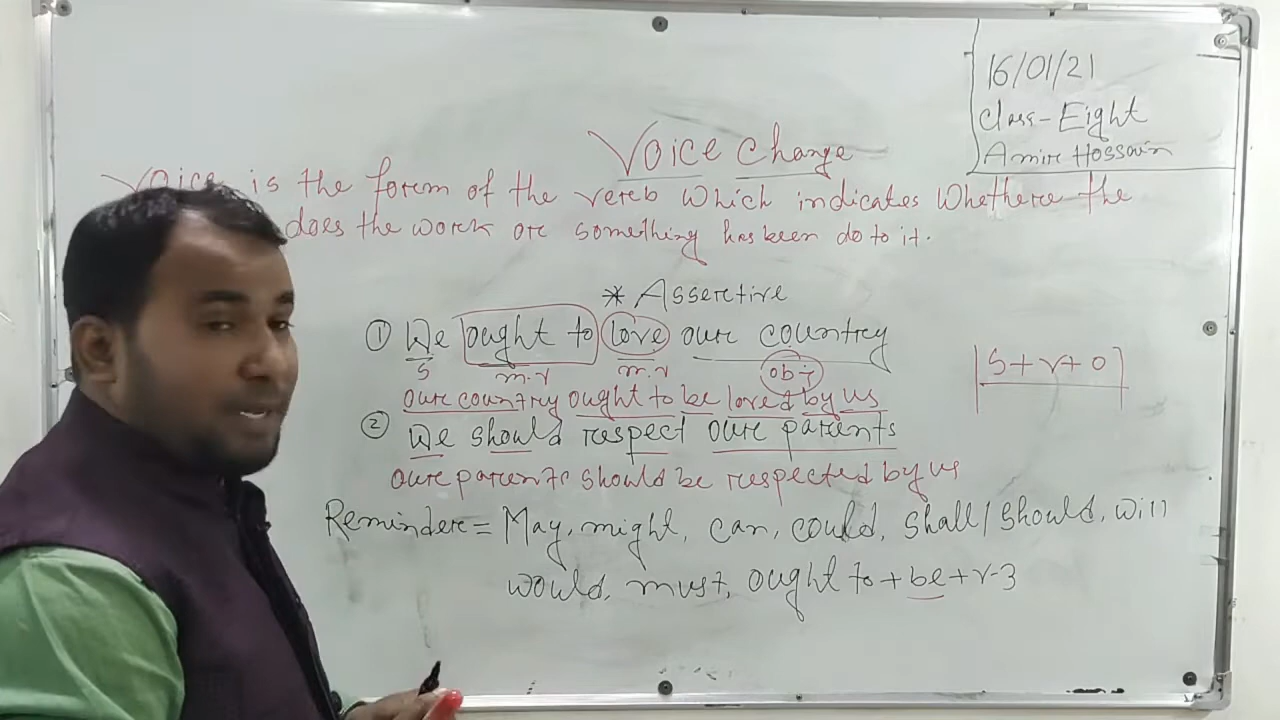 16/01/21
Class-Eight
Amir Hossain
Voice Change
Voice is the form of the verb which indicates Whether the
does the work or something has been do to it.
* Assertive
① We ought to love our country
S m.v m.v obj
our country ought to be loved by us
S+v+o
② We should respect our parents
our parents should be respected by us
Reminder = May, might, can, could, shall/should, will
would, must, ought to + be + v-3